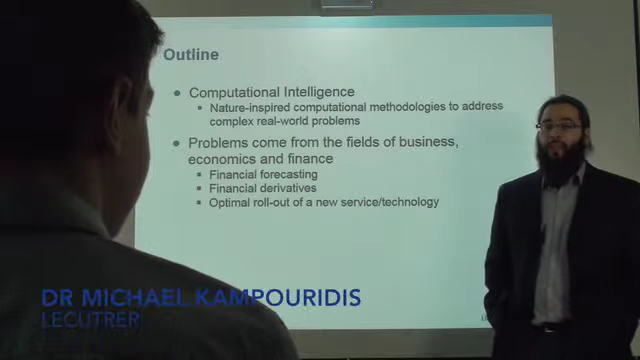 Outline
• Computational Intelligence
▪ Nature-inspired computational methodologies to address
complex real-world problems
• Problems come from the fields of business,
economics and finance
▪ Financial forecasting
▪ Financial derivatives
▪ Optimal roll-out of a new service/technology
DR MICHAEL KAMPOURIDIS
LECUTRER